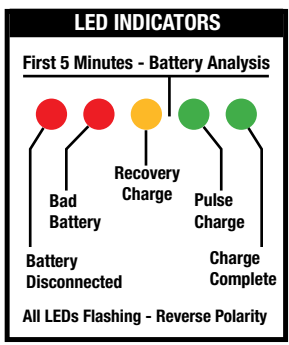 LED INDICATORS
First 5 Minutes - Battery Analysis
Recovery
Charge
Bad
Battery
Pulse
Charge
Battery
Disconnected
Charge
Complete
All LEDs Flashing - Reverse Polarity